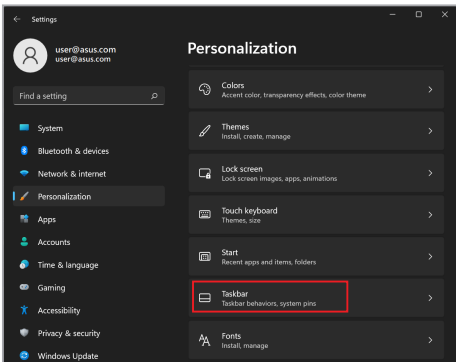 Settings
user@asus.com
user@asus.com
Find a setting
System
Bluetooth & devices
Network & internet
Personalization
Apps
Accounts
Time & language
Gaming
Accessibility
Privacy & security
Windows Update
Personalization
Colors
Accent color, transparency effects, color theme
Themes
Install, create, manage
Lock screen
Lock screen images, apps, animations
Touch keyboard
Themes, size
Start
Recent apps and items, folders
Taskbar
Taskbar behaviors, system pins
Fonts
Install, manage